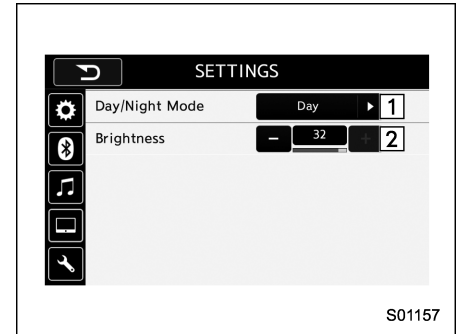 SETTINGS
Day/Night Mode Day 1
Brightness − 32 + 2
S01157